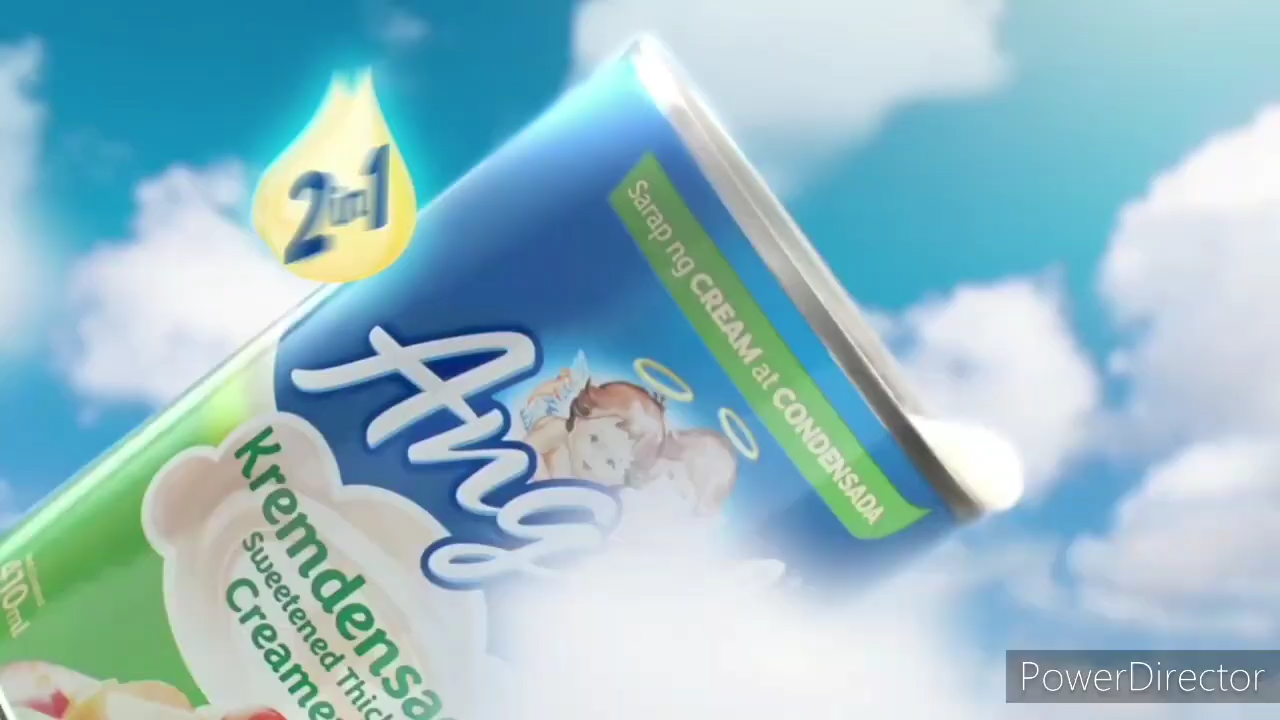 2in1
Sarap ng CREAM at CONDENSADA
Ang
Kremdensa
Sweetened Thick
Creame
410ml
PowerDirector